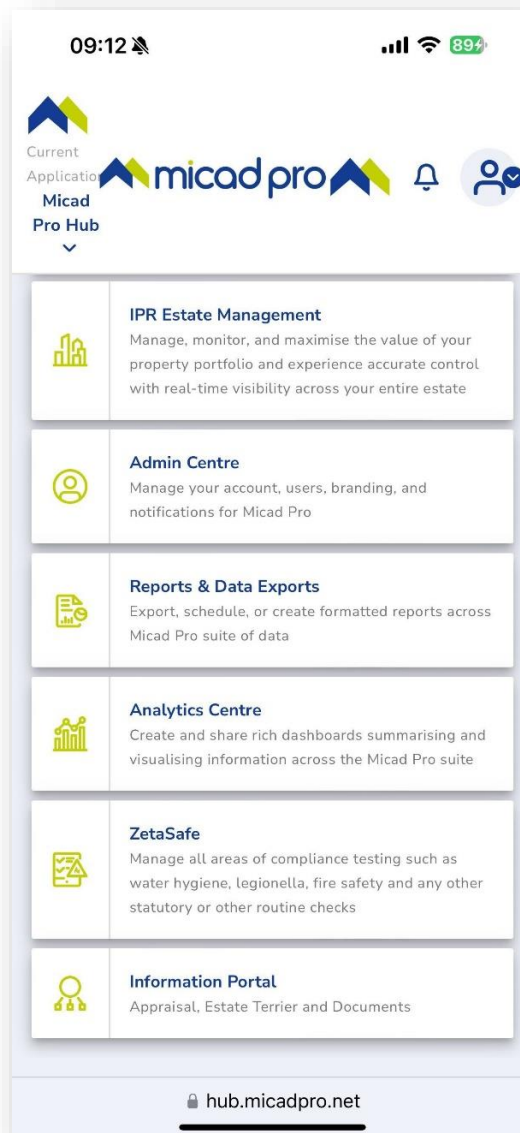 09:12
89
Current
Application
Micad
Pro Hub
micad pro
IPR Estate Management
Manage, monitor, and maximise the value of your
property portfolio and experience accurate control
with real-time visibility across your entire estate
Admin Centre
Manage your account, users, branding, and
notifications for Micad Pro
Reports & Data Exports
Export, schedule, or create formatted reports across
Micad Pro suite of data
Analytics Centre
Create and share rich dashboards summarising and
visualising information across the Micad Pro suite
ZetaSafe
Manage all areas of compliance testing such as
water hygiene, legionella, fire safety and any other
statutory or other routine checks
Information Portal
Appraisal, Estate Terrier and Documents
hub.micadpro.net